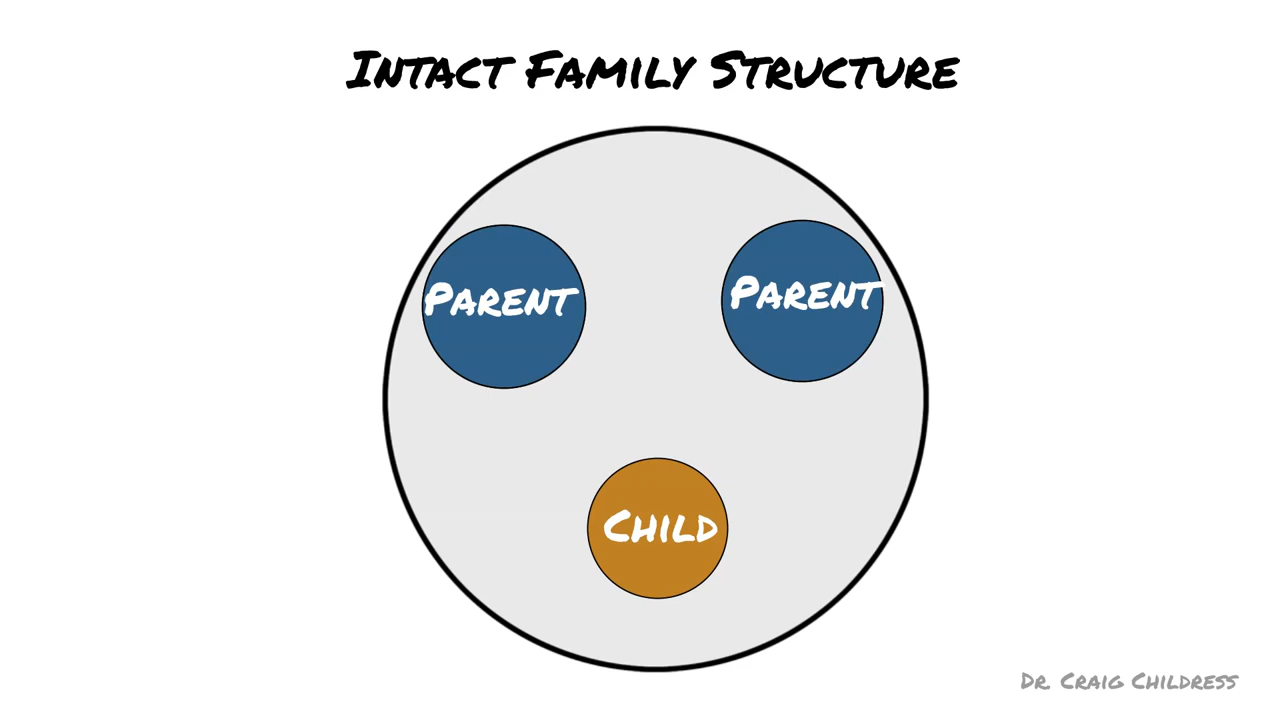 Intact Family Structure
Parent
Parent
Child
Dr. Craig Childress